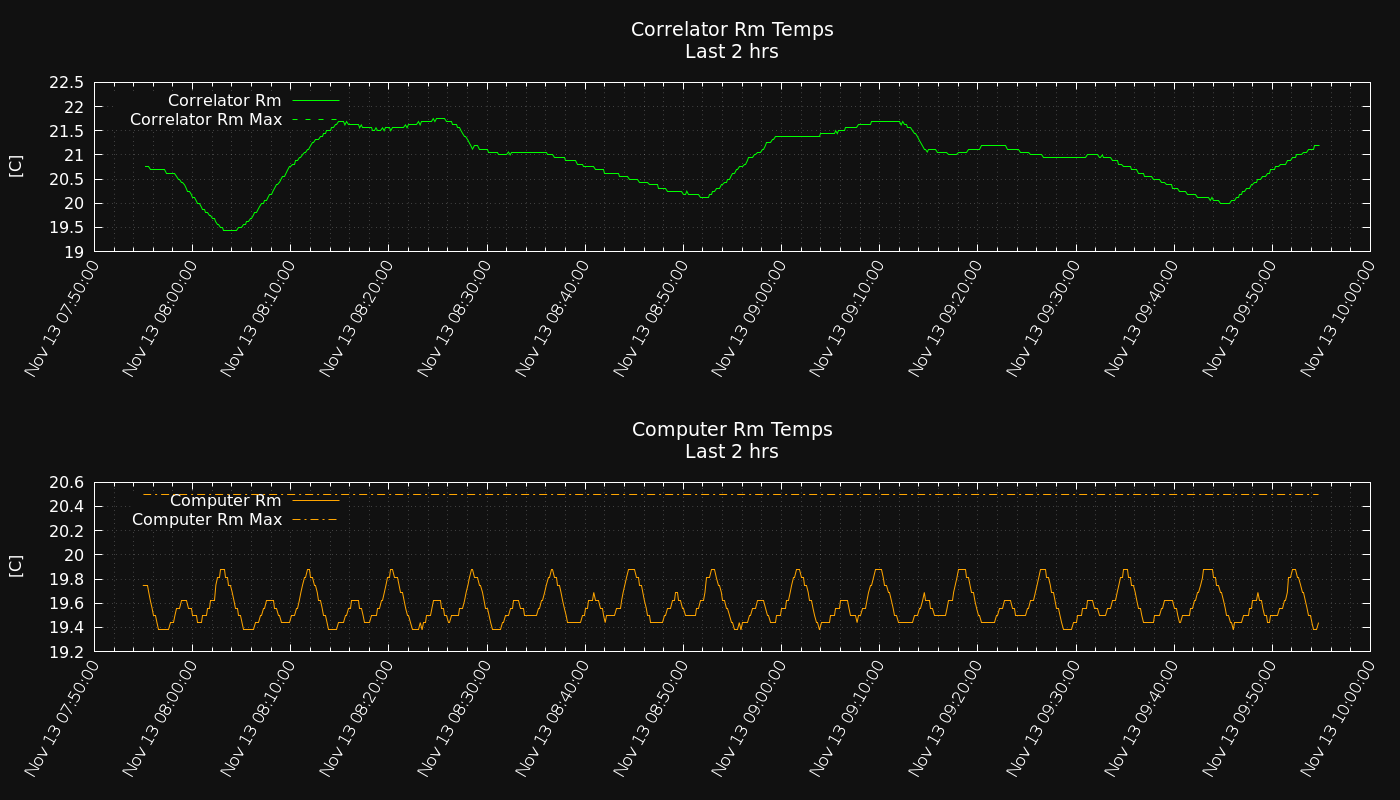 Correlator Rm Temps
Last 2 hrs
22.5
22
21.5
21
20.5
20
19.5
19
[C]
Correlator Rm
Correlator Rm Max
Nov 13 07:50:00
Nov 13 08:00:00
Nov 13 08:10:00
Nov 13 08:20:00
Nov 13 08:30:00
Nov 13 08:40:00
Nov 13 08:50:00
Nov 13 09:00:00
Nov 13 09:10:00
Nov 13 09:20:00
Nov 13 09:30:00
Nov 13 09:40:00
Nov 13 09:50:00
Nov 13 10:00:00
Computer Rm Temps
Last 2 hrs
20.6
20.4
20.2
20
19.8
19.6
19.4
19.2
[C]
Computer Rm
Computer Rm Max
Nov 13 07:50:00
Nov 13 08:00:00
Nov 13 08:10:00
Nov 13 08:20:00
Nov 13 08:30:00
Nov 13 08:40:00
Nov 13 08:50:00
Nov 13 09:00:00
Nov 13 09:10:00
Nov 13 09:20:00
Nov 13 09:30:00
Nov 13 09:40:00
Nov 13 09:50:00
Nov 13 10:00:00